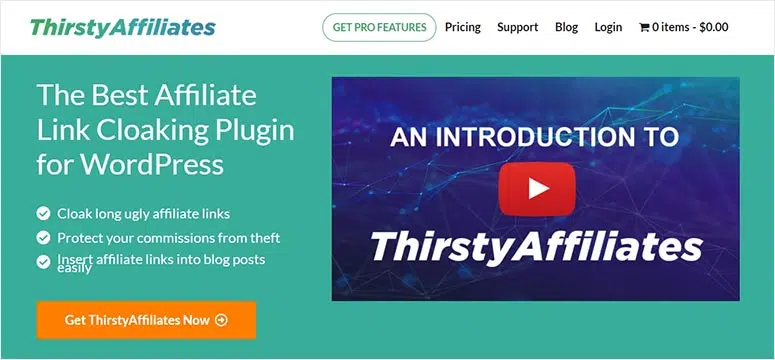 ThirstyAffiliates
GET PRO FEATURES Pricing Support Blog Login 0 items - $0.00
The Best Affiliate
Link Cloaking Plugin
for WordPress
Cloak long ugly affiliate links
Protect your commissions from theft
Insert affiliate links into blog posts
easily
Get ThirstyAffiliates Now
AN INTRODUCTION TO
ThirstyAffiliates